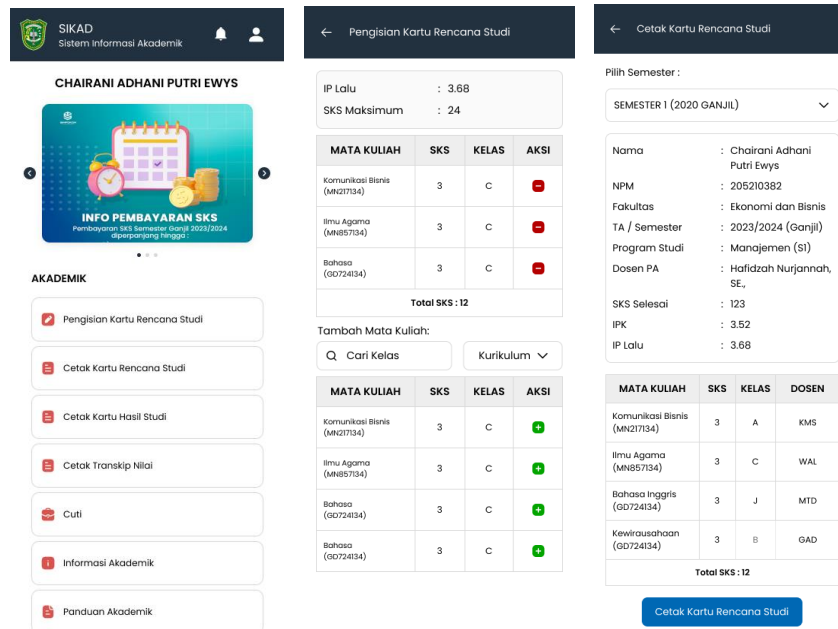 SIKAD
Sistem Informasi Akademik
CHAIRANI ADHANI PUTRI EWYS
INFO PEMBAYARAN SKS
Pembayaran SKS Semester Ganjil 2023/2024
diperpanjang hingga :
AKADEMIK
Pengisian Kartu Rencana Studi
Cetak Kartu Rencana Studi
Cetak Kartu Hasil Studi
Cetak Transkip Nilai
Cuti
Informasi Akademik
Panduan Akademik
Pengisian Kartu Rencana Studi
IP Lalu : 3.68
SKS Maksimum : 24
MATA KULIAH SKS KELAS AKSI
Komunikasi Bisnis
(MN217134) 3 C
Ilmu Agama
(MN857134) 3 C
Bahasa
(GD724134) 3 C
Total SKS : 12
Tambah Mata Kuliah:
Cari Kelas Kurikulum
MATA KULIAH SKS KELAS AKSI
Komunikasi Bisnis
(MN217134) 3 C
Ilmu Agama
(MN857134) 3 C
Bahasa
(GD724134) 3 C
Bahasa
(GD724134) 3 C
Cetak Kartu Rencana Studi
Pilih Semester :
SEMESTER 1 (2020 GANJIL)
Nama : Chairani Adhani
Putri Ewys
NPM : 205210382
Fakultas : Ekonomi dan Bisnis
TA / Semester : 2023/2024 (Ganjil)
Program Studi : Manajemen (S1)
Dosen PA : Hafidzah Nurjannah,
SE.,
SKS Selesai : 123
IPK : 3.52
IP Lalu : 3.68
MATA KULIAH SKS KELAS DOSEN
Komunikasi Bisnis
(MN217134) 3 A KMS
Ilmu Agama
(MN857134) 3 C WAL
Bahasa Inggris
(GD724134) 3 J MTD
Kewirausahaan
(GD724134) 3 B GAD
Total SKS : 12
Cetak Kartu Rencana Studi